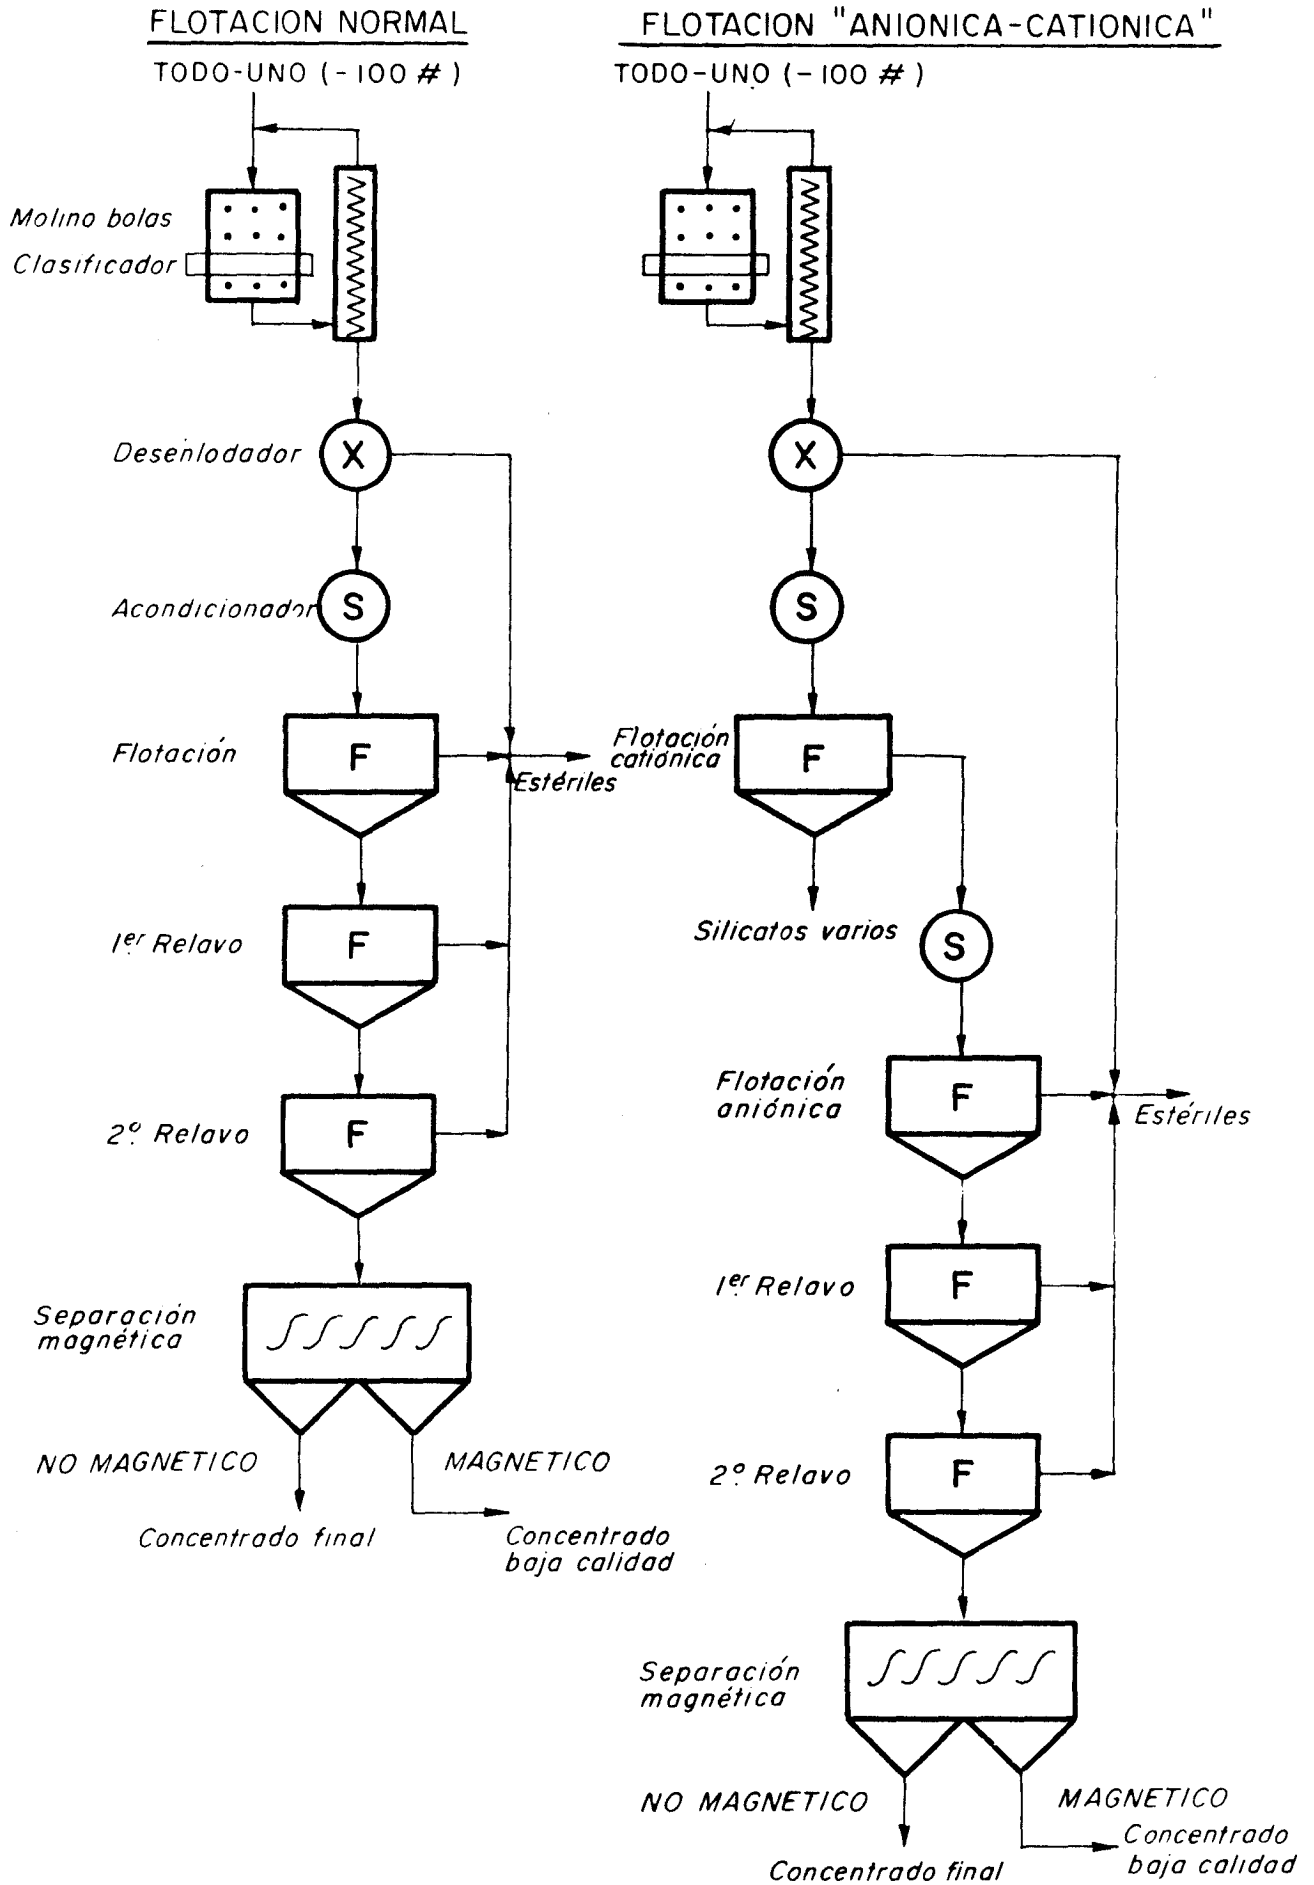 FLOTACION NORMAL
TODO-UNO (-100 #)
Molino bolas
Clasificador
Desenlodador
X
Acondicionador
S
Flotación
F
Estériles
1er Relavo
F
2º Relavo
F
Separación
magnética
NO MAGNETICO
MAGNETICO
Concentrado final
Concentrado
baja calidad
FLOTACION "ANIONICA-CATIONICA"
TODO-UNO (-100 #)
X
S
Flotación
catiónica
F
Silicatos varios
S
Flotación
aniónica
F
Estériles
1er Relavo
F
2º Relavo
F
Separación
magnética
NO MAGNETICO
MAGNETICO
Concentrado final
Concentrado
baja calidad